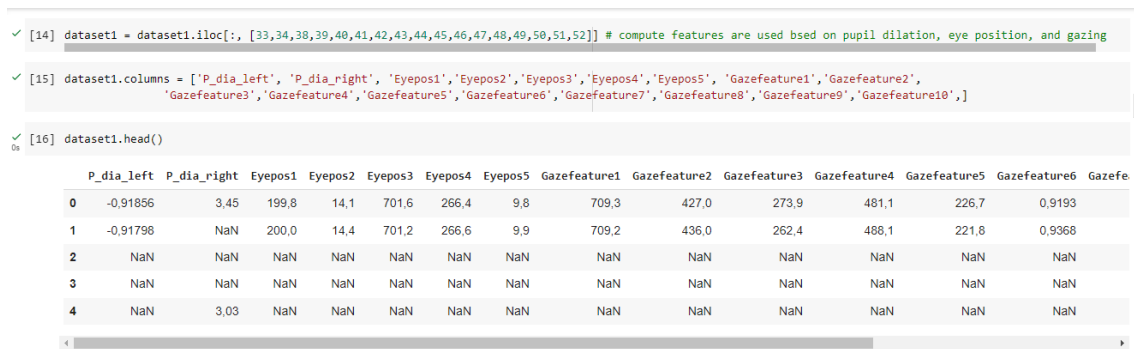 [14] dataset1 = dataset1.iloc[:, [33,34,38,39,40,41,42,43,44,45,46,47,48,49,50,51,52]] # compute features are used bsed on pupil dilation, eye position, and gazing
[15] dataset1.columns = ['P_dia_left', 'P_dia_right', 'Eyepos1','Eyepos2','Eyepos3','Eyepos4','Eyepos5', 'Gazefeature1','Gazefeature2',
'Gazefeature3','Gazefeature4','Gazefeature5','Gazefeature6','Gazefeature7','Gazefeature8','Gazefeature9','Gazefeature10',]
[16] dataset1.head()
0s
P_dia_left P_dia_right Eyepos1 Eyepos2 Eyepos3 Eyepos4 Eyepos5 Gazefeature1 Gazefeature2 Gazefeature3 Gazefeature4 Gazefeature5 Gazefeature6 Gazefe
0 -0,91856 3,45 199,8 14,1 701,6 266,4 9,8 709,3 427,0 273,9 481,1 226,7 0,9193
1 -0,91798 NaN 200,0 14,4 701,2 266,6 9,9 709,2 436,0 262,4 488,1 221,8 0,9368
2 NaN NaN NaN NaN NaN NaN NaN NaN NaN NaN NaN NaN NaN
3 NaN NaN NaN NaN NaN NaN NaN NaN NaN NaN NaN NaN NaN
4 NaN 3,03 NaN NaN NaN NaN NaN NaN NaN NaN NaN NaN NaN